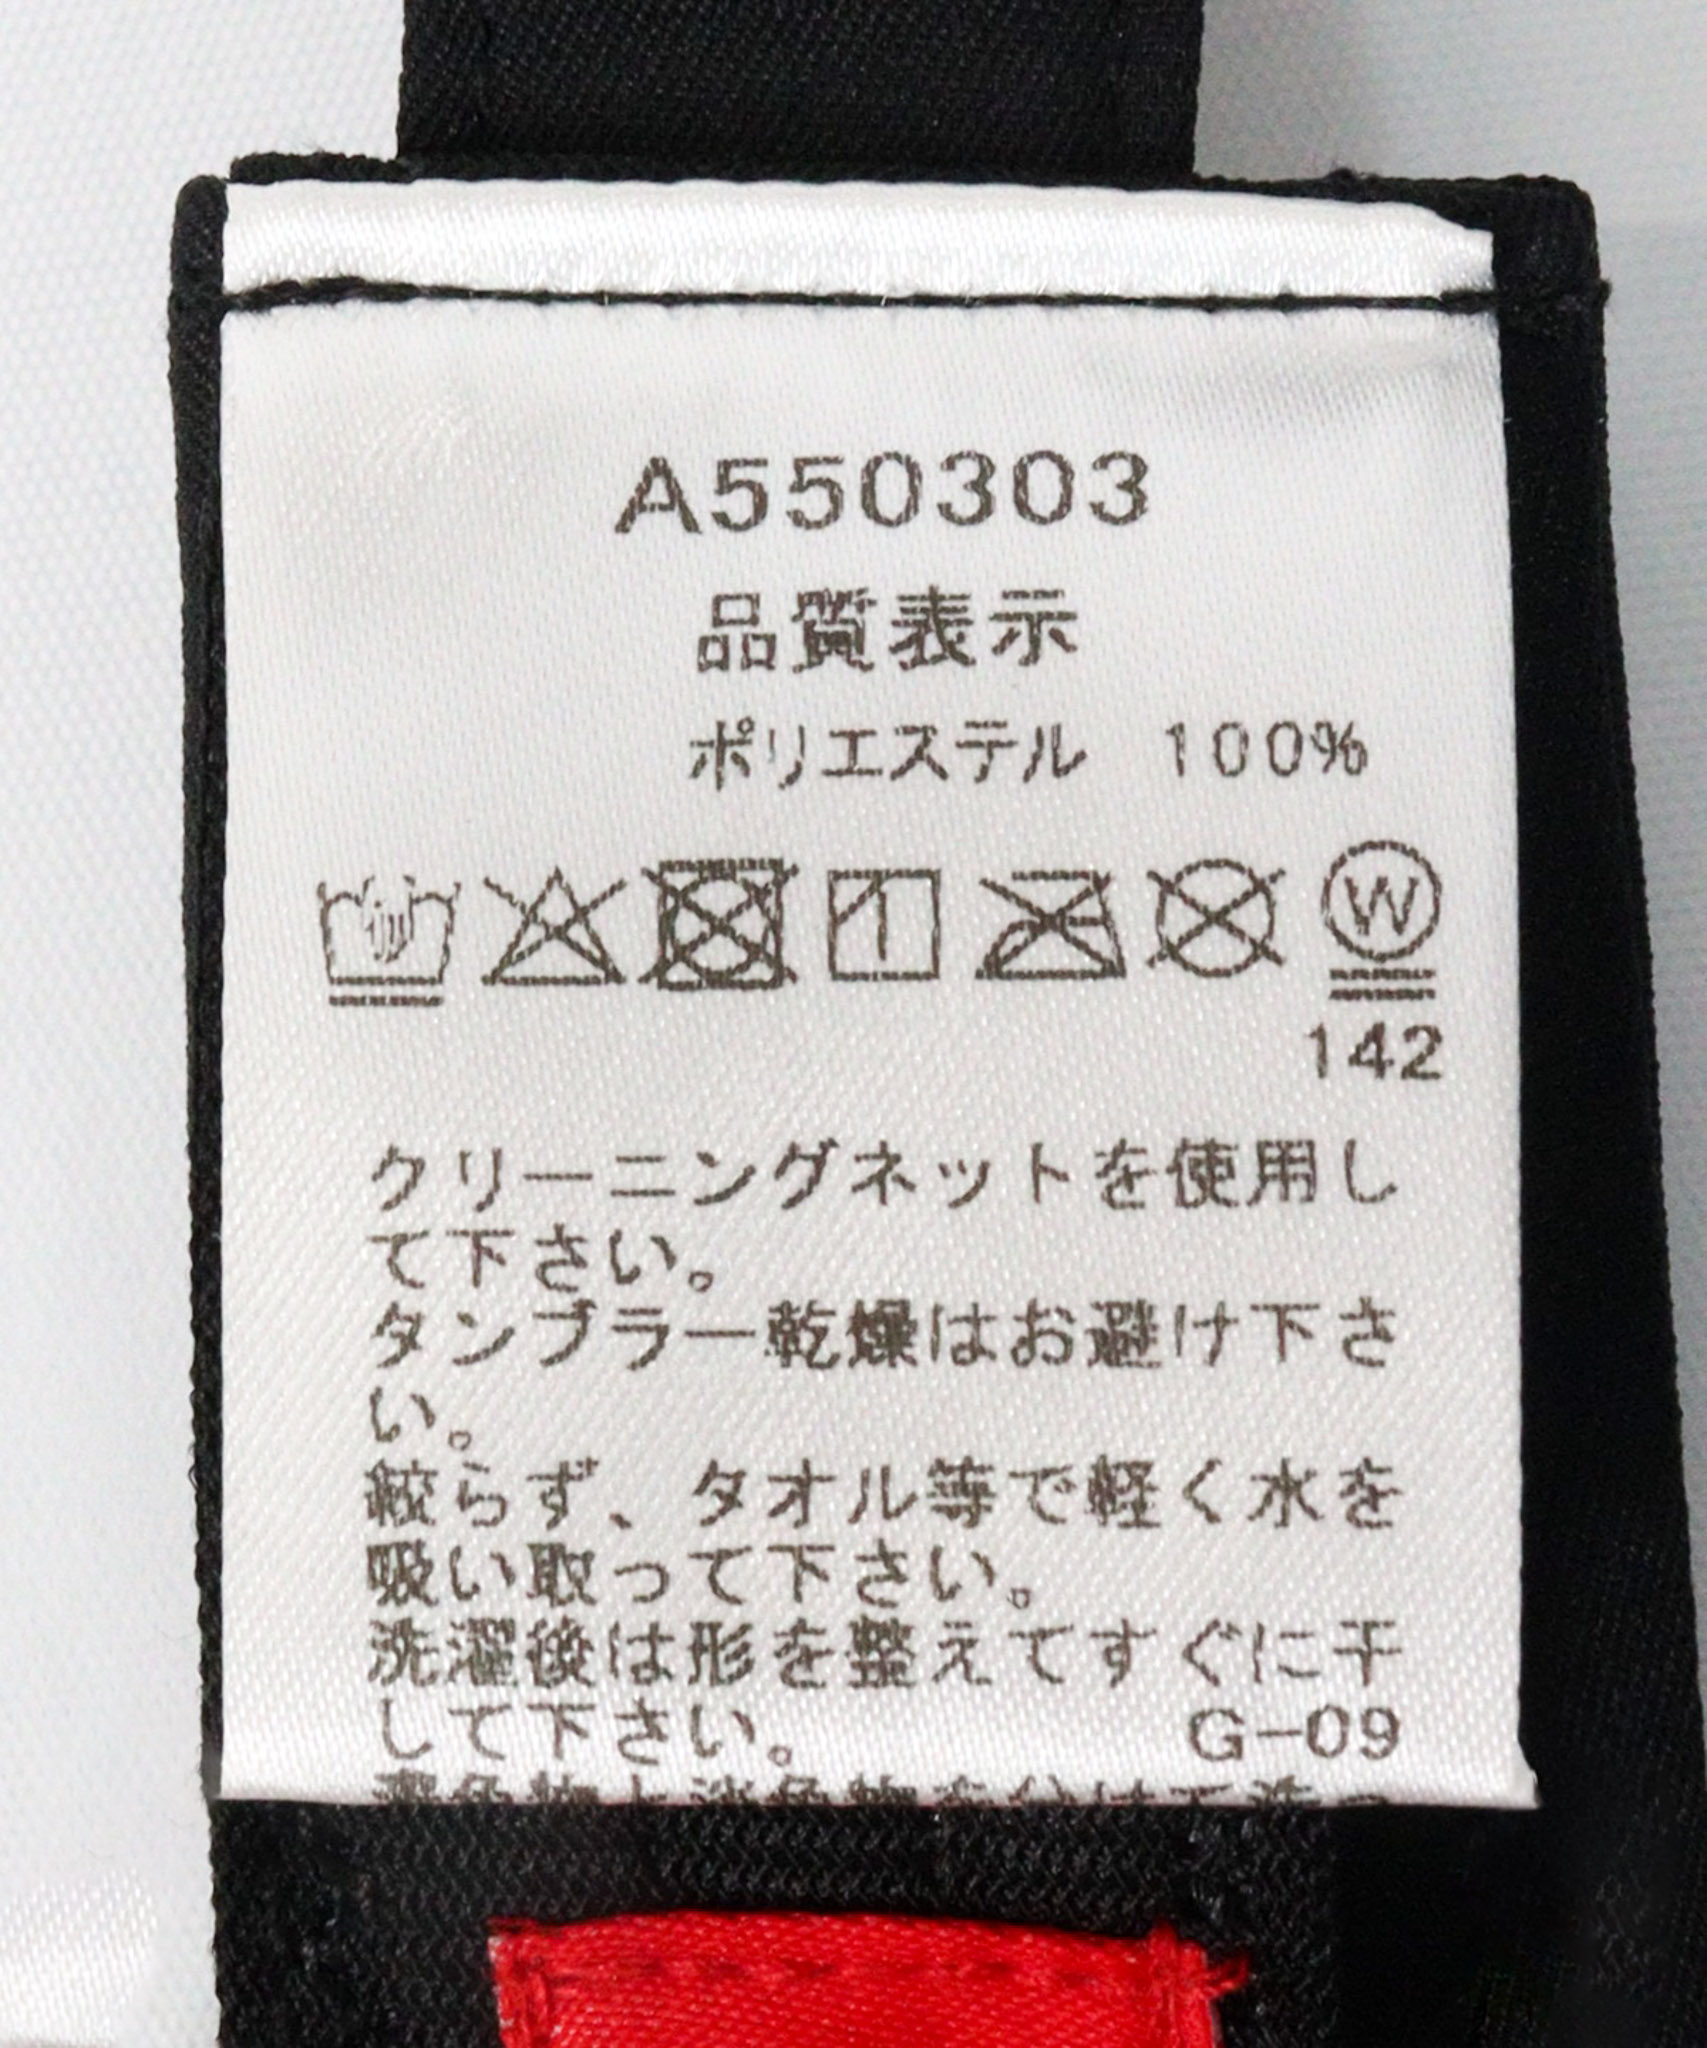 A550303
品質表示
ポリエステル 100%
W
142
クリーニングネットを使用し
て下さい。
タンブラー乾燥はお避け下さ
い。
絞らず、タオル等で軽く水を
吸い取って下さい。
洗濯後は形を整えてすぐに干
して下さい。 G-09